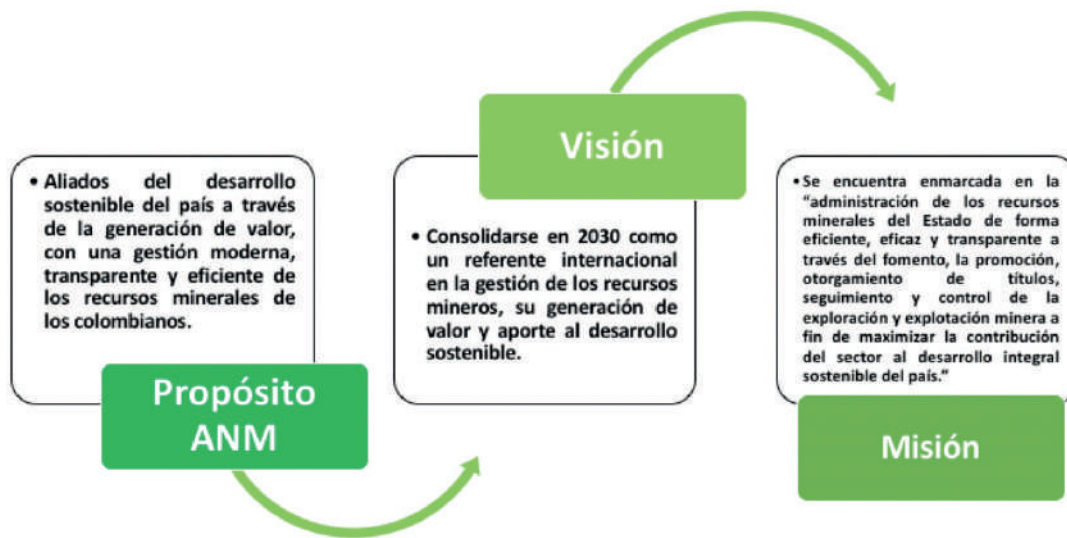 • Aliados del desarrollo
sostenible del país a través
de la generación de valor,
con una gestión moderna,
transparente y eficiente de
los recursos minerales de
los colombianos.
Propósito
ANM
Visión
• Consolidarse en 2030 como
un referente internacional
en la gestión de los recursos
mineros, su generación de
valor y aporte al desarrollo
sostenible.
• Se encuentra enmarcada en la
“administración de los recursos
minerales del Estado de forma
eficiente, eficaz y transparente a
través del fomento, la promoción,
otorgamiento de títulos,
seguimiento y control de la
exploración y explotación minera a
fin de maximizar la contribución
del sector al desarrollo integral
sostenible del país.”
Misión